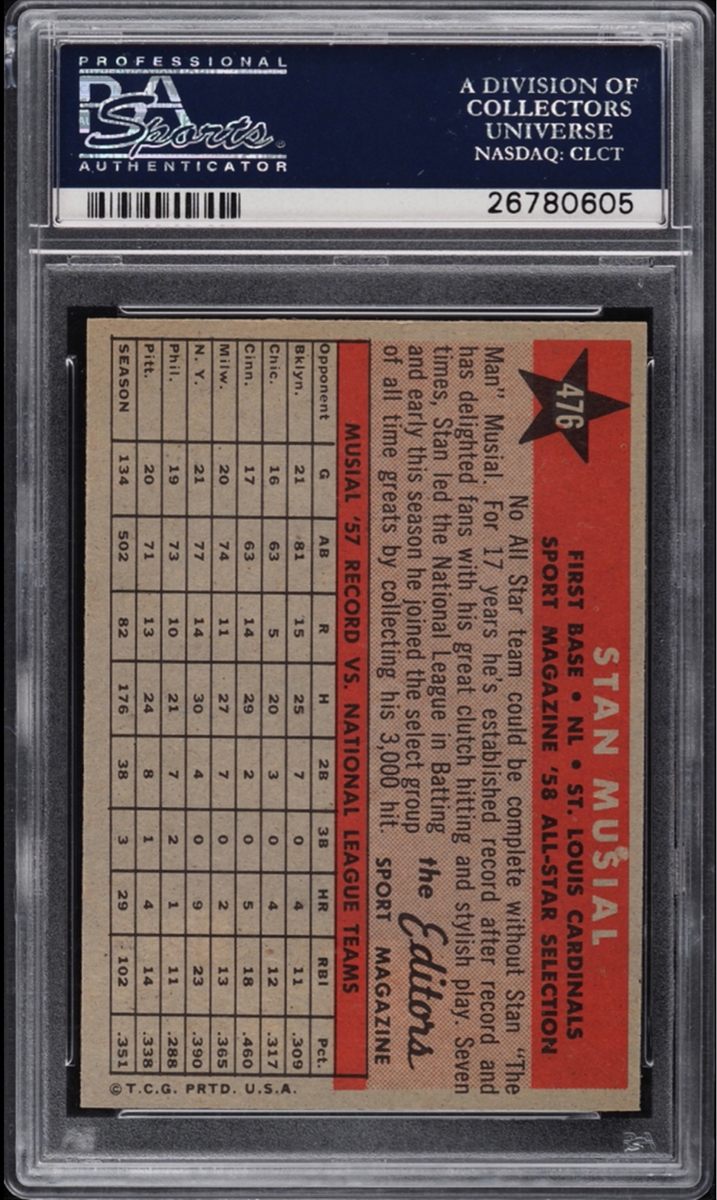 PROFESSIONAL
PSA
Sports
AUTHENTICATOR
A DIVISION OF
COLLECTORS
UNIVERSE
NASDAQ: CLCT
26780605
476
STAN MUSIAL
FIRST BASE • NL • ST. LOUIS CARDINALS
SPORT MAGAZINE '58 ALL-STAR SELECTION
No All Star team could be complete without Stan "The
Man" Musial. For 17 years he's established record after record and
has delighted fans with his great clutch hitting and stylish play. Seven
times, Stan led the National League in Batting
and early this season he joined the select group
of all time greats by collecting his 3,000 hit.
the Editors
SPORT MAGAZINE
MUSIAL '57 RECORD VS. NATIONAL LEAGUE TEAMS
Opponent G AB R H 2B 3B HR RBI Pct.
Bklyn. 21 81 15 25 7 0 4 11 .309
Chic. 16 63 5 20 3 0 4 12 .317
Cinn. 17 63 14 29 2 0 5 18 .460
Milw. 20 74 11 27 7 0 2 13 .365
N. Y. 21 77 14 30 4 0 9 23 .390
Phil. 19 73 10 21 7 2 1 11 .288
Pitt. 20 71 13 24 8 1 4 14 .338
SEASON 134 502 82 176 38 3 29 102 .351
©T.C.G. PRTD. U.S.A.